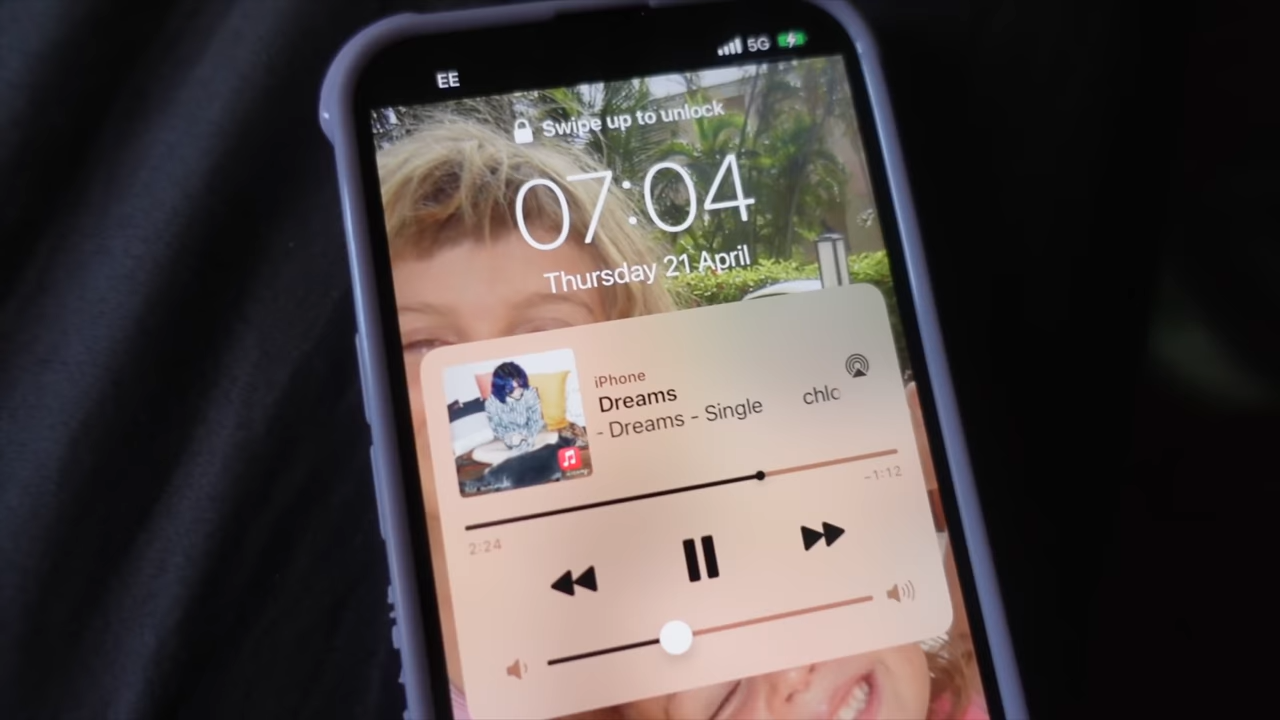 EE
5G
Swipe up to unlock
07:04
Thursday 21 April
iPhone
Dreams
- Dreams - Single chlo
2:24
-1:12